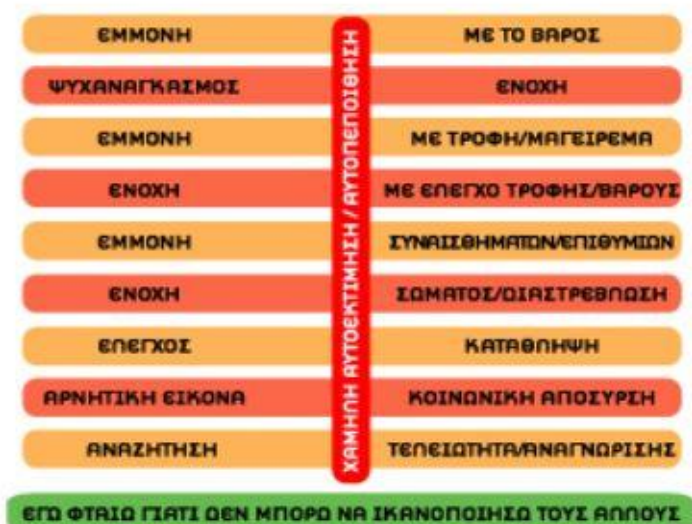 ΕΜΜΟΝΗ ΜΕ ΤΟ ΒΑΡΟΣ
ΨΥΧΑΝΑΓΚΑΣΜΟΣ ΕΝΟΧΗ
ΕΜΜΟΝΗ ΜΕ ΤΡΟΦΗ/ΜΑΓΕΙΡΕΜΑ
ΕΝΟΧΗ ΜΕ ΕΛΕΓΧΟ ΤΡΟΦΗΣ/ΒΑΡΟΥΣ
ΕΜΜΟΝΗ ΣΥΝΑΙΣΘΗΜΑΤΩΝ/ΕΠΙΘΥΜΙΩΝ
ΕΝΟΧΗ ΣΩΜΑΤΟΣ/ΔΙΑΣΤΡΕΒΛΩΣΗ
ΕΛΕΓΧΟΣ ΚΑΤΑΘΛΗΨΗ
ΑΡΝΗΤΙΚΗ ΕΙΚΟΝΑ ΚΟΙΝΩΝΙΚΗ ΑΠΟΣΥΡΣΗ
ΑΝΑΖΗΤΗΣΗ ΤΕΛΕΙΩΤΗΤΑ/ΑΝΑΓΝΩΡΙΣΗΣ
ΧΑΜΗΛΗ ΑΥΤΟΕΚΤΙΜΗΣΗ / ΑΥΤΟΠΕΠΟΙΘΗΣΗ
ΕΓΩ ΦΤΑΙΩ ΓΙΑΤΙ ΔΕΝ ΜΠΟΡΩ ΝΑ ΙΚΑΝΟΠΟΙΗΣΩ ΤΟΥΣ ΑΛΛΟΥΣ